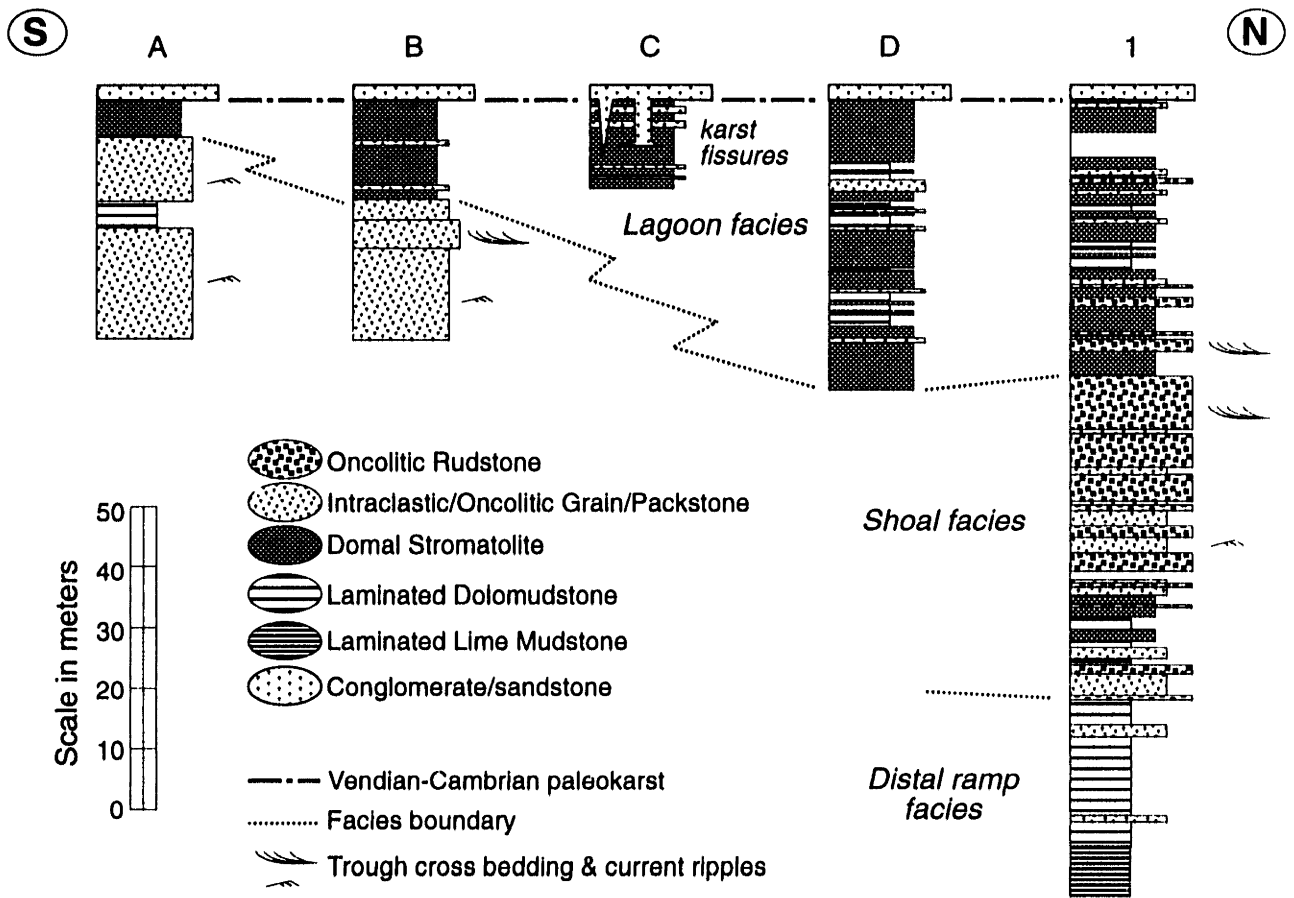 S
A
B
C
D
1
N
karst
fissures
Lagoon facies
Oncolitic Rudstone
Intraclastic/Oncolitic Grain/Packstone
Domal Stromatolite
Laminated Dolomudstone
Laminated Lime Mudstone
Conglomerate/sandstone
Shoal facies
Scale in meters
50
40
30
20
10
0
Distal ramp
facies
Vendian-Cambrian paleokarst
Facies boundary
Trough cross bedding & current ripples